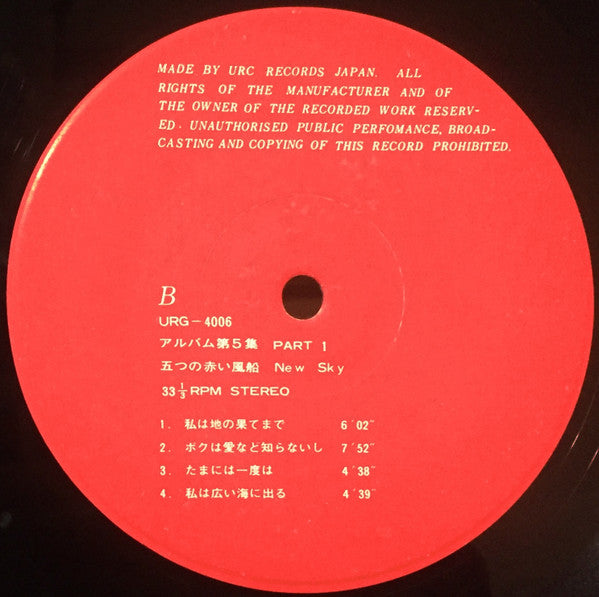 MADE BY URC RECORDS JAPAN. ALL
RIGHTS OF THE MANUFACTURER AND OF
THE OWNER OF THE RECORDED WORK RESERV-
ED. UNAUTHORISED PUBLIC PERFOMANCE, BROAD-
CASTING AND COPYING OF THIS RECORD PROHIBITED.
B
URG-4006
アルバム第5集 PART 1
五つの赤い風船 New Sky
33 1/3 RPM STEREO
1. 私は地の果てまで 6´02˝
2. ボクは愛など知らないし 7´52˝
3. たまには一度は 4´38˝
4. 私は広い海に出る 4´39˝